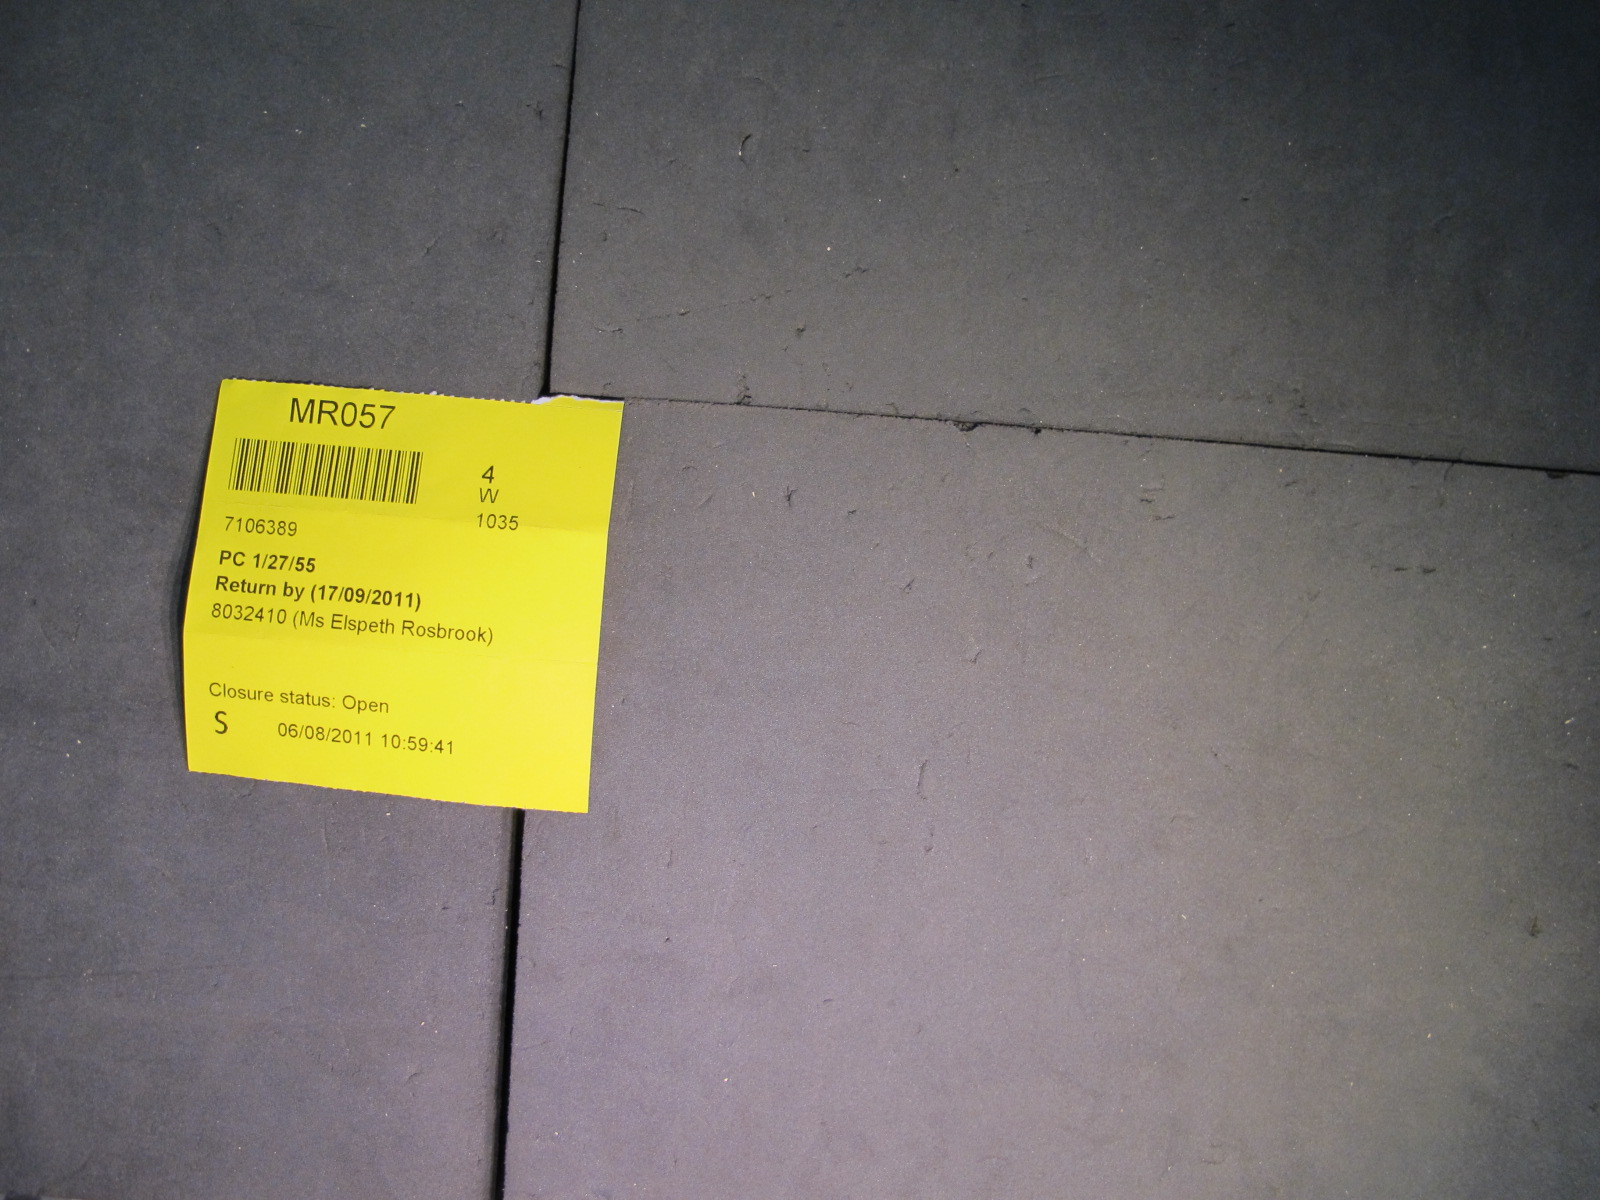 MR057
4
W
1035
7106389
PC 1/27/55
Return by (17/09/2011)
8032410 (Ms Elspeth Rosbrook)
Closure status: Open
S 06/08/2011 10:59:41